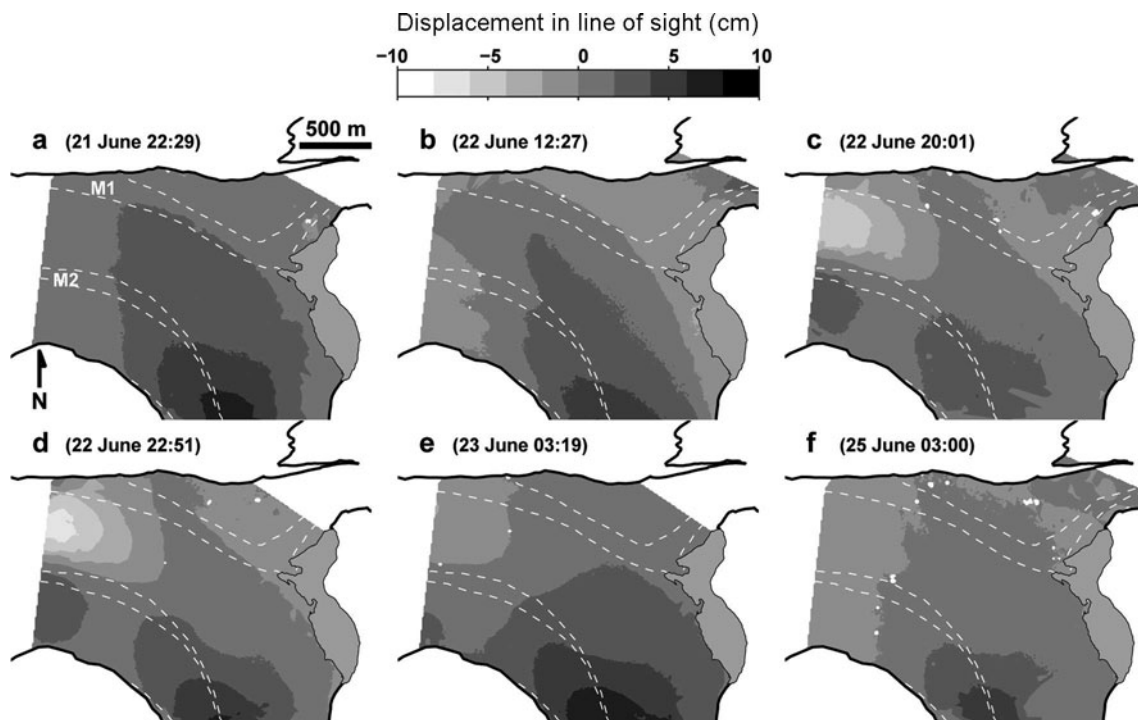 Displacement in line of sight (cm)
−10 −5 0 5 10
a (21 June 22:29) 500 m
b (22 June 12:27)
c (22 June 20:01)
M1
M2
N
d (22 June 22:51)
e (23 June 03:19)
f (25 June 03:00)